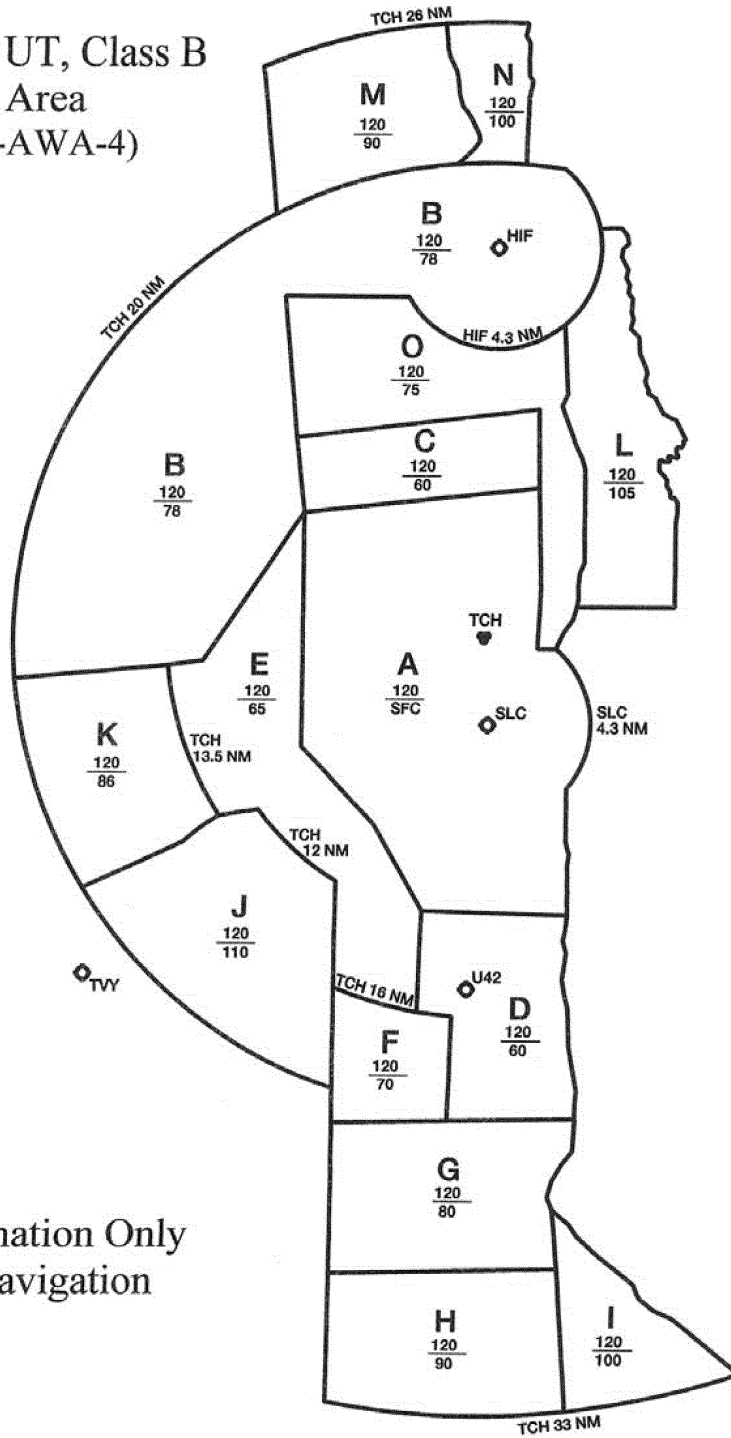 TCH 26 NM
UT, Class B
Area
-AWA-4)
M
120
90
N
120
100
B
120
78
HIF
TCH 20 NM
HIF 4.3 NM
O
120
75
C
120
60
L
120
105
B
120
78
TCH
E
120
65
A
120
SFC
SLC
SLC
4.3 NM
K
120
86
TCH
13.5 NM
TCH
12 NM
J
120
110
TVY
TCH 16 NM
U42
D
120
60
F
120
70
G
120
80
nation Only
avigation
H
120
90
I
120
100
TCH 33 NM